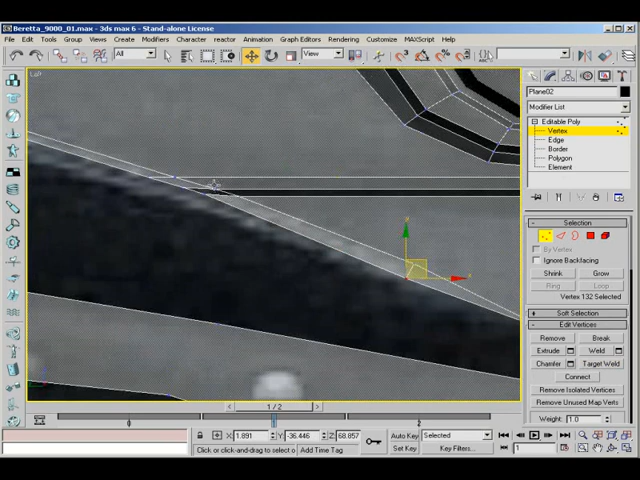 Beretta_9000_01.max - 3ds max 6 - Stand-alone License
File Edit Tools Group Views Create Modifiers Character reactor Animation Graph Editors Rendering Customize MAXScript Help
All
View
Left
Plane02
Modifier List
Editable Poly
Vertex
Edge
Border
Polygon
Element
Selection
By Vertex
Ignore Backfacing
Shrink Grow
Ring Loop
Vertex 132 Selected
Soft Selection
Edit Vertices
Remove Break
Extrude Weld
Chamfer Target Weld
Connect
Remove Isolated Vertices
Remove Unused Map Verts
Weight: 1.0
y
x
1 / 2
0 1 2
X: 1.891 Y: -36.446 Z: 68.857
Auto Key Selected
Click or click-and-drag to select o Add Time Tag
Set Key Key Filters...
1